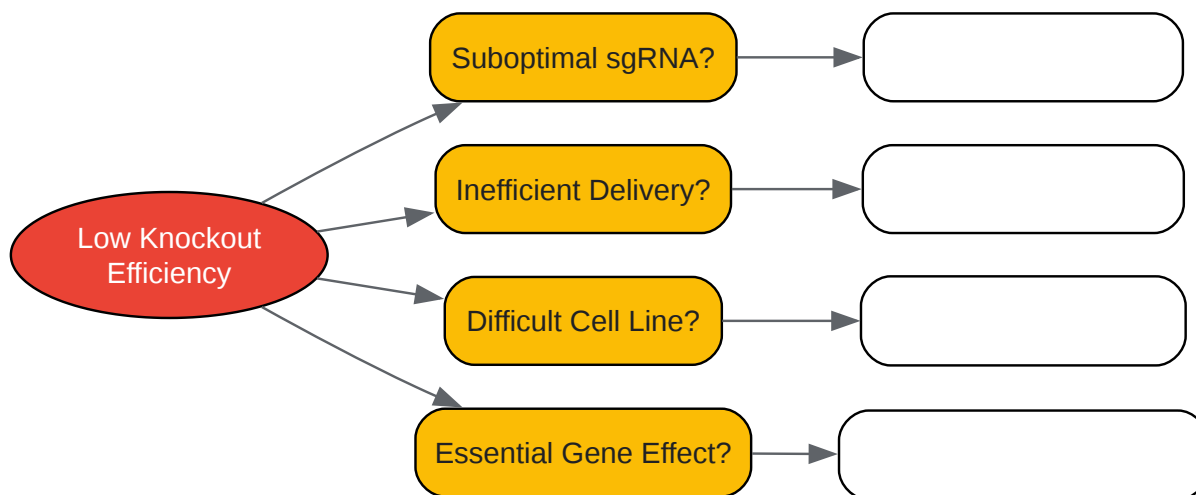 Suboptimal sgRNA?
Inefficient Delivery?
Low Knockout
Efficiency
Difficult Cell Line?
Essential Gene Effect?